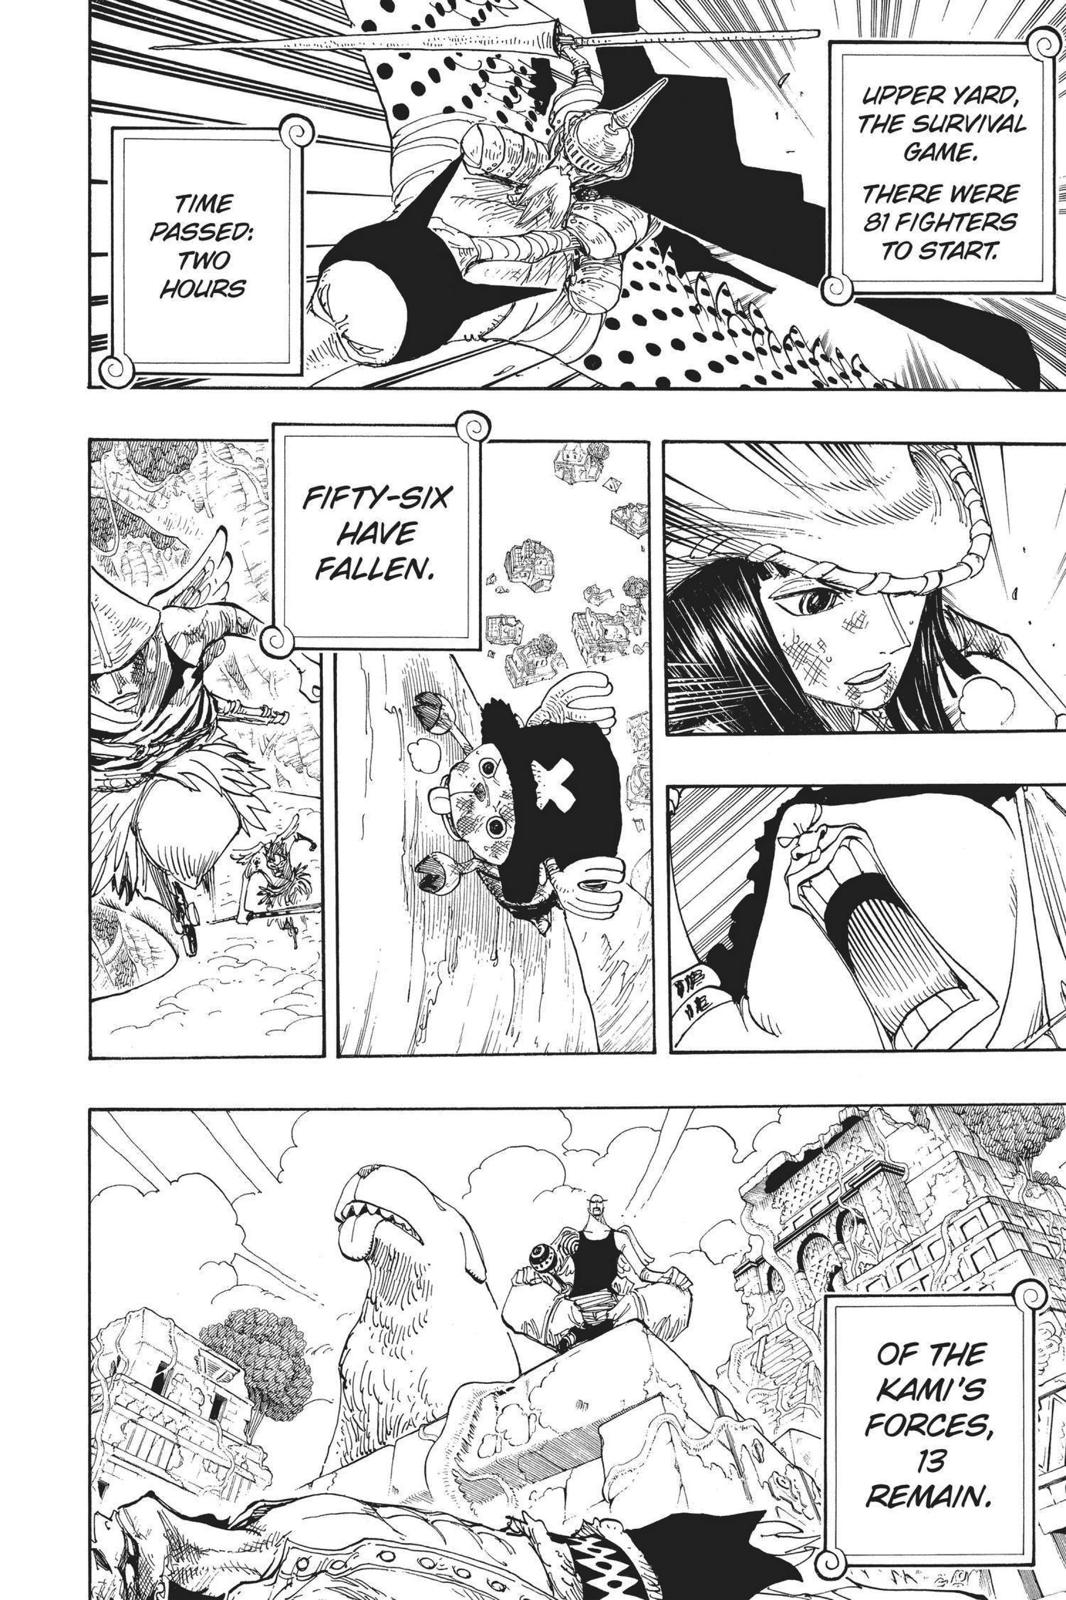 UPPER YARD,
THE SURVIVAL
GAME.
THERE WERE
81 FIGHTERS
TO START.
TIME
PASSED:
TWO
HOURS
FIFTY-SIX
HAVE
FALLEN.
OF THE
KAMI'S
FORCES,
13
REMAIN.